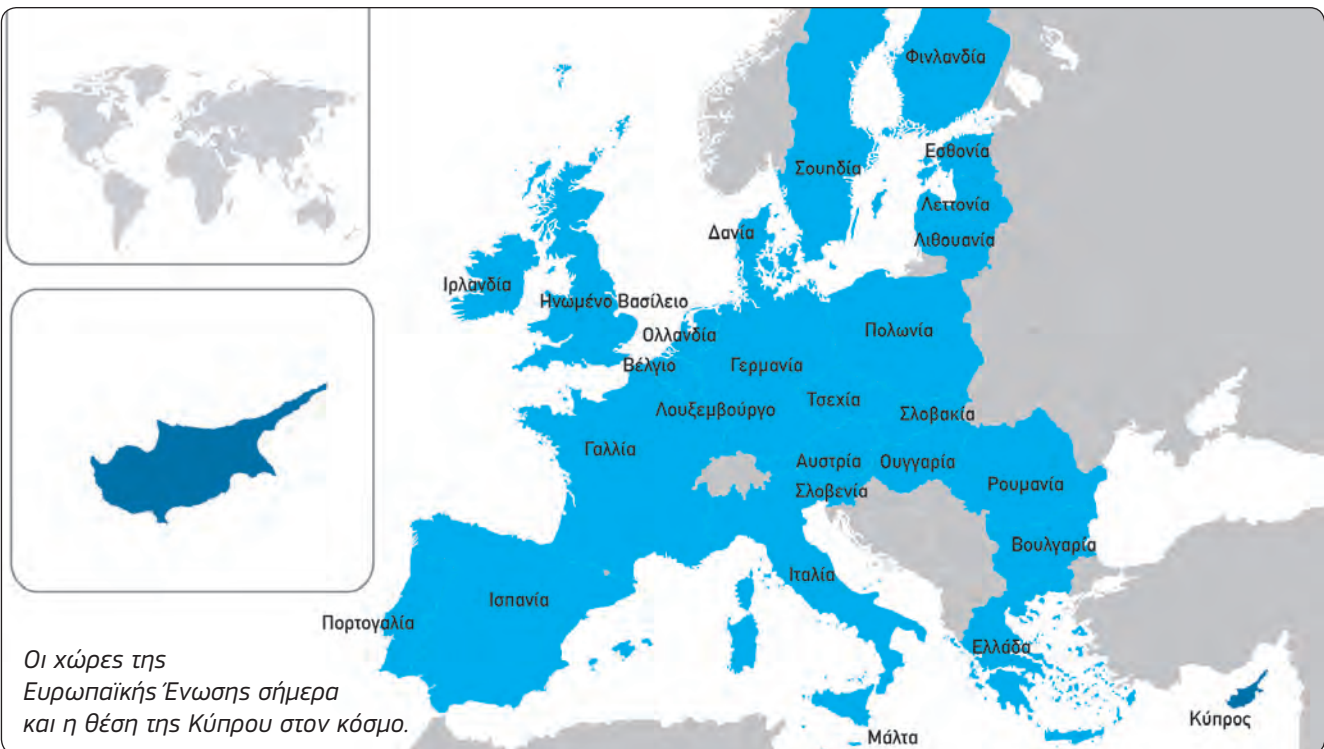 Φινλανδία
Εσθονία
Σουηδία
Λεττονία
Δανία
Λιθουανία
Ιρλανδία
Ηνωμένο Βασίλειο
Ολλανδία
Πολωνία
Βέλγιο
Γερμανία
Τσεχία
Λουξεμβούργο
Σλοβακία
Γαλλία
Αυστρία
Ουγγαρία
Ρουμανία
Σλοβενία
Βουλγαρία
Ιταλία
Ισπανία
Πορτογαλία
Ελλάδα
Οι χώρες της
Ευρωπαϊκής Ένωσης σήμερα
και η θέση της Κύπρου στον κόσμο.
Κύπρος
Μάλτα